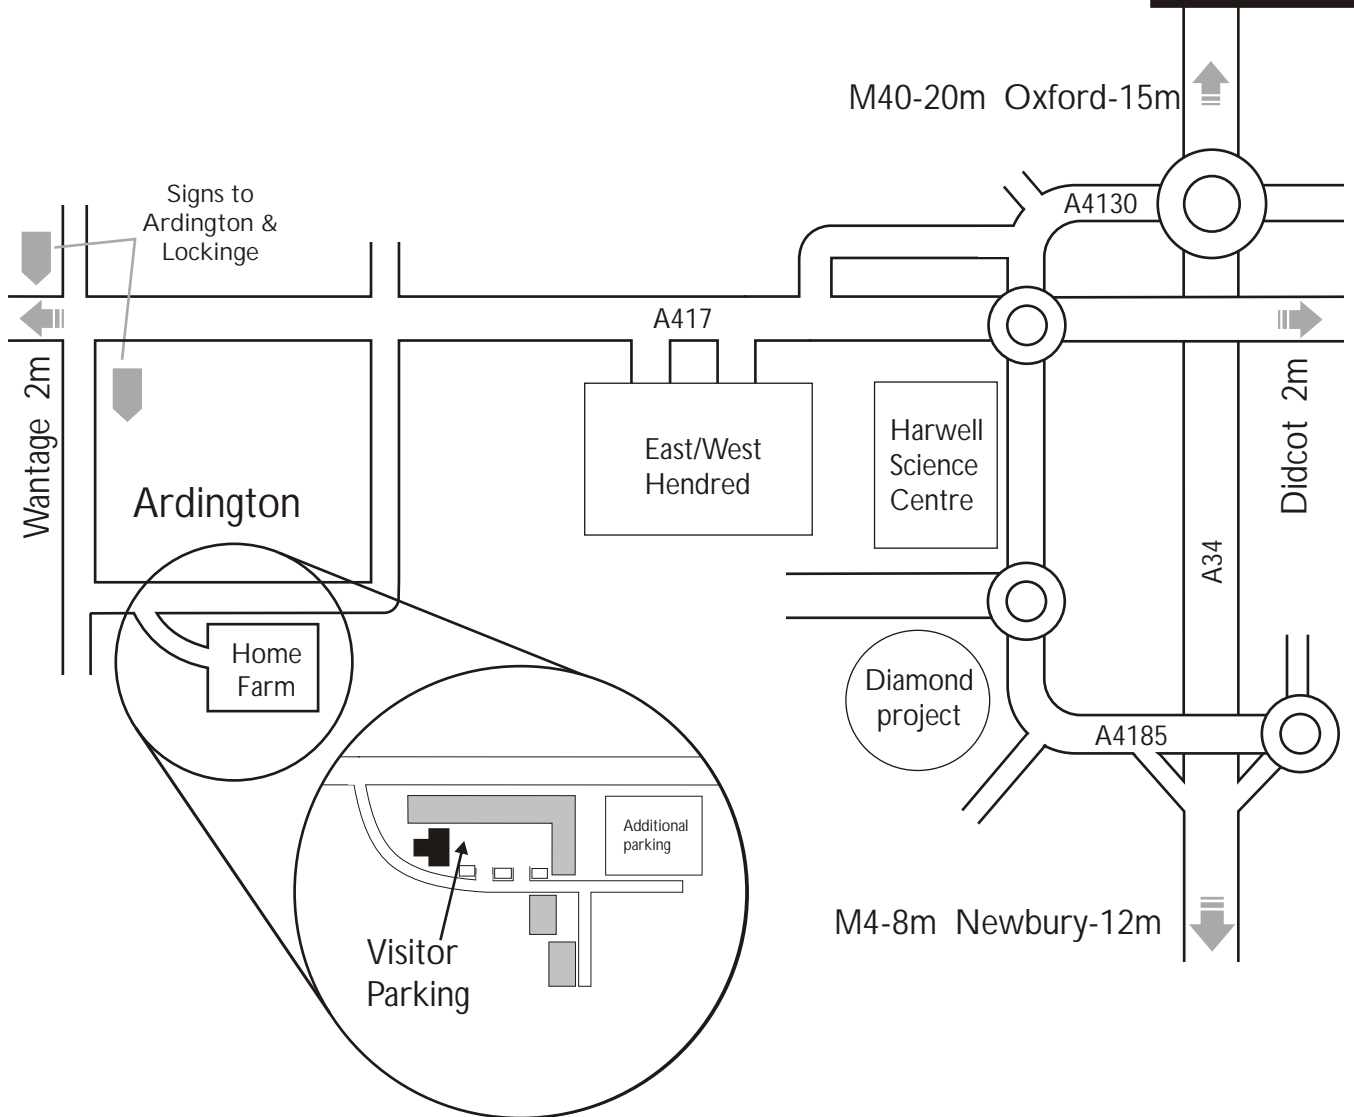 M40-20m Oxford-15m
Signs to
Ardington &
Lockinge
A4130
A417
Wantage 2m
Didcot 2m
East/West
Hendred
Harwell
Science
Centre
Ardington
A34
Home
Farm
Diamond
project
A4185
Additional
parking
M4-8m Newbury-12m
Visitor
Parking